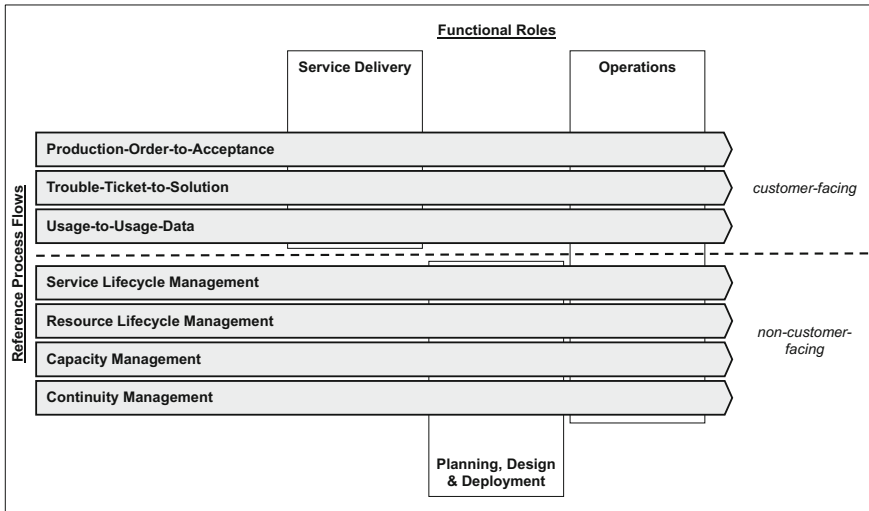 Functional Roles
Service Delivery
Operations
Reference Process Flows
Production-Order-to-Acceptance
Trouble-Ticket-to-Solution
Usage-to-Usage-Data
customer-facing
Service Lifecycle Management
Resource Lifecycle Management
Capacity Management
Continuity Management
non-customer-
facing
Planning, Design
& Deployment